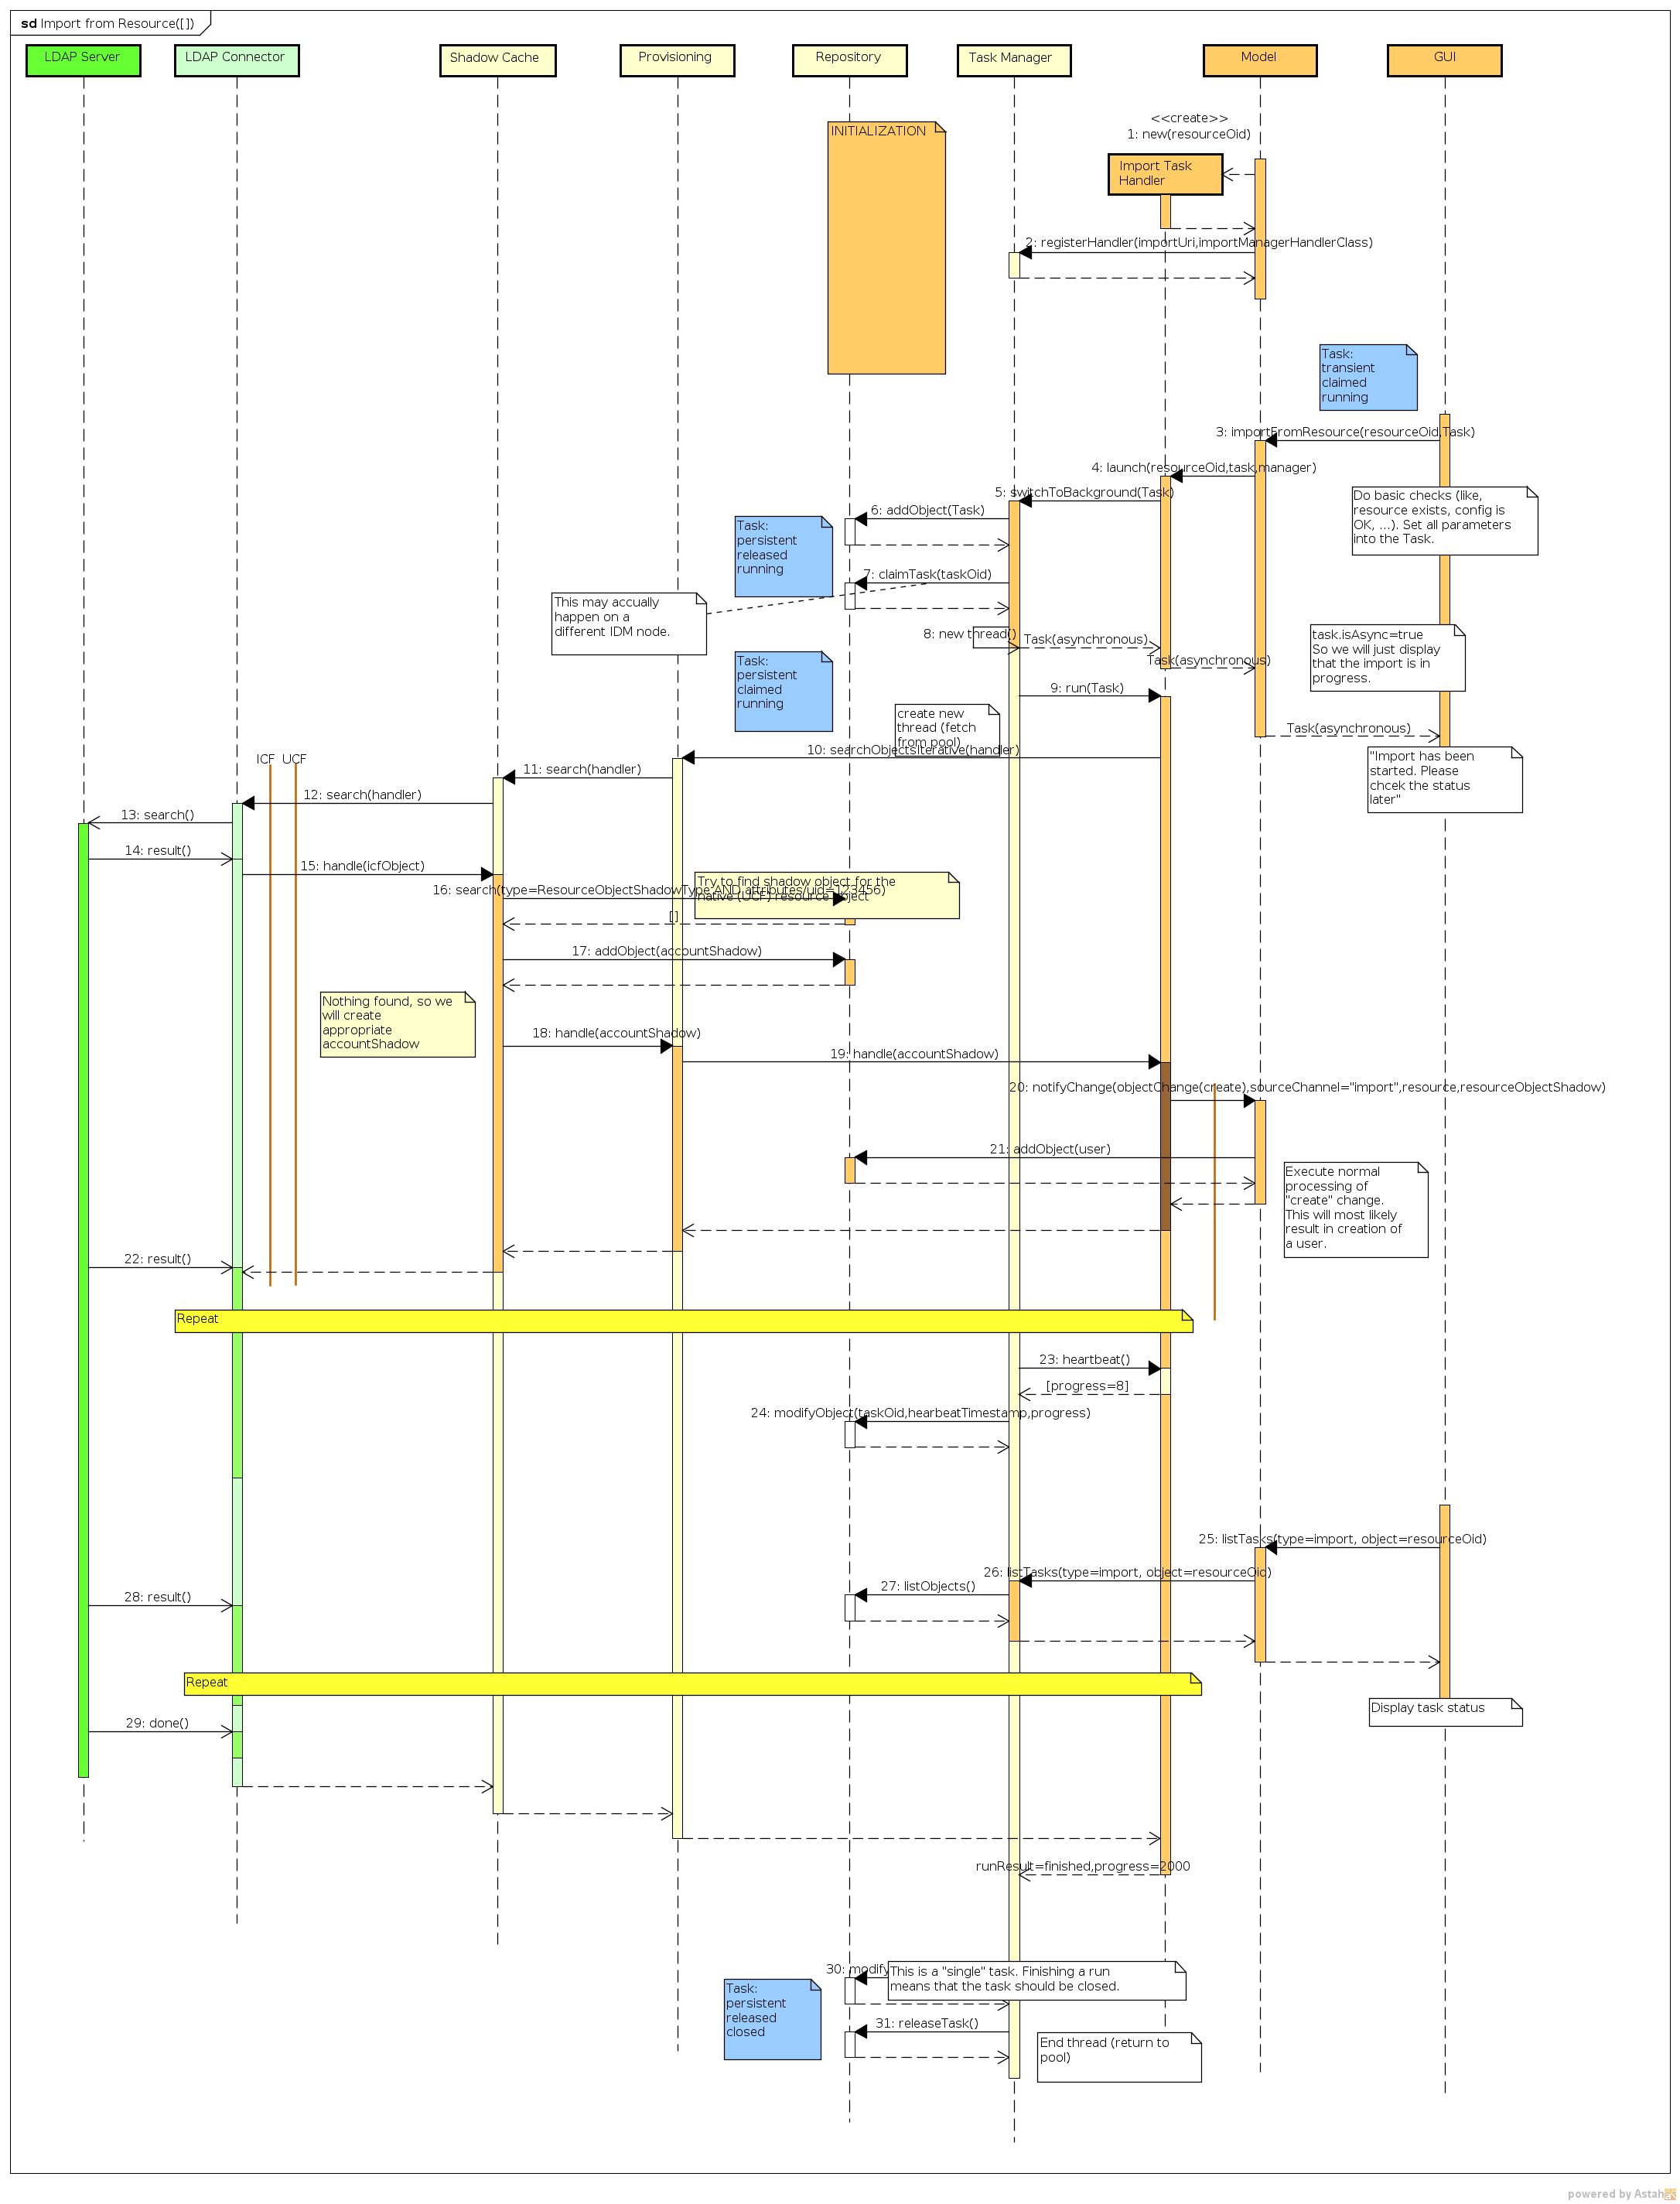 sd Import from Resource([])
LDAP Server
LDAP Connector
Shadow Cache
Provisioning
Repository
Task Manager
Model
GUI
<<create>>
1: new(resourceOid)
INITIALIZATION
Import Task
Handler
2: registerHandler(importUri,importManagerHandlerClass)
Task:
transient
claimed
running
3: importFromResource(resourceOid,Task)
4: launch(resourceOid,task,manager)
5: switchToBackground(Task)
Do basic checks (like,
resource exists, config is
OK, ...). Set all parameters
into the Task.
6: addObject(Task)
Task:
persistent
released
running
7: claimTask(taskOid)
This may accually
happen on a
different IDM node.
8: new thread()
Task(asynchronous)
task.isAsync=true
So we will just display
that the import is in
progress.
Task(asynchronous)
Task:
persistent
claimed
running
9: run(Task)
create new
thread (fetch
from pool)
Task(asynchronous)
10: searchObjectsIterative(handler)
"Import has been
started. Please
chcek the status
later"
ICF
UCF
11: search(handler)
12: search(handler)
13: search()
14: result()
15: handle(icfObject)
Try to find shadow object for the
native (UCF) resource object
16: search(type=ResourceObjectShadowType AND attributes/uid=123456)
[]
17: addObject(accountShadow)
Nothing found, so we
will create
appropriate
accountShadow
18: handle(accountShadow)
19: handle(accountShadow)
20: notifyChange(objectChange(create),sourceChannel="import",resource,resourceObjectShadow)
21: addObject(user)
Execute normal
processing of
"create" change.
This will most likely
result in creation of
a user.
22: result()
Repeat
23: heartbeat()
[progress=8]
24: modifyObject(taskOid,hearbeatTimestamp,progress)
25: listTasks(type=import, object=resourceOid)
26: listTasks(type=import, object=resourceOid)
27: listObjects()
28: result()
Repeat
Display task status
29: done()
runResult=finished,progress=2000
30: modify
This is a "single" task. Finishing a run
means that the task should be closed.
Task:
persistent
released
closed
31: releaseTask()
End thread (return to
pool)
powered by Astah